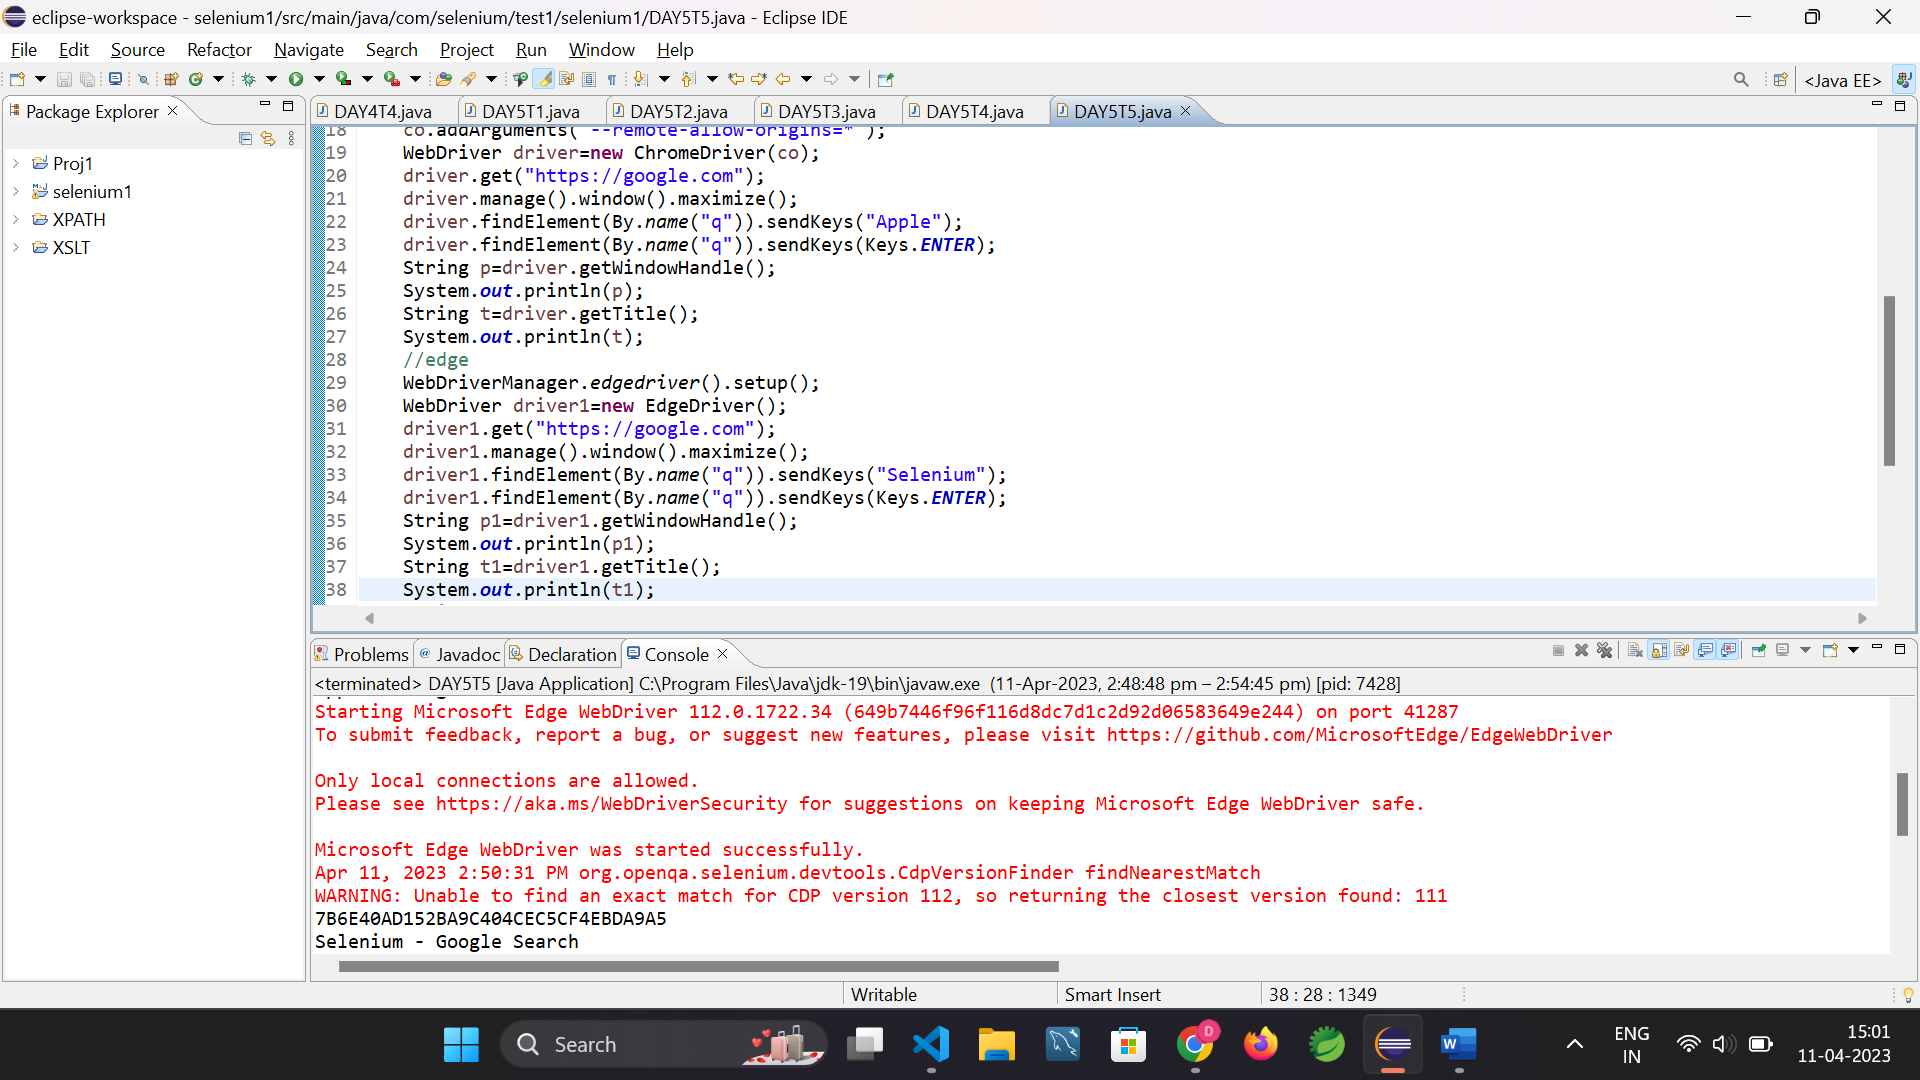 eclipse-workspace - selenium1/src/main/java/com/selenium/test1/selenium1/DAY5T5.java - Eclipse IDE
File Edit Source Refactor Navigate Search Project Run Window Help
<Java EE>
Package Explorer
Proj1
selenium1
XPATH
XSLT
DAY4T4.java DAY5T1.java DAY5T2.java DAY5T3.java DAY5T4.java DAY5T5.java
18 co.addArguments("--remote-allow-origins=*");
19 WebDriver driver=new ChromeDriver(co);
20 driver.get("https://google.com");
21 driver.manage().window().maximize();
22 driver.findElement(By.name("q")).sendKeys("Apple");
23 driver.findElement(By.name("q")).sendKeys(Keys.ENTER);
24 String p=driver.getWindowHandle();
25 System.out.println(p);
26 String t=driver.getTitle();
27 System.out.println(t);
28 //edge
29 WebDriverManager.edgedriver().setup();
30 WebDriver driver1=new EdgeDriver();
31 driver1.get("https://google.com");
32 driver1.manage().window().maximize();
33 driver1.findElement(By.name("q")).sendKeys("Selenium");
34 driver1.findElement(By.name("q")).sendKeys(Keys.ENTER);
35 String p1=driver1.getWindowHandle();
36 System.out.println(p1);
37 String t1=driver1.getTitle();
38 System.out.println(t1);
Problems @ Javadoc Declaration Console
<terminated> DAY5T5 [Java Application] C:\Program Files\Java\jdk-19\bin\javaw.exe (11-Apr-2023, 2:48:48 pm – 2:54:45 pm) [pid: 7428]
Starting Microsoft Edge WebDriver 112.0.1722.34 (649b7446f96f116d8dc7d1c2d92d06583649e244) on port 41287
To submit feedback, report a bug, or suggest new features, please visit https://github.com/MicrosoftEdge/EdgeWebDriver
Only local connections are allowed.
Please see https://aka.ms/WebDriverSecurity for suggestions on keeping Microsoft Edge WebDriver safe.
Microsoft Edge WebDriver was started successfully.
Apr 11, 2023 2:50:31 PM org.openqa.selenium.devtools.CdpVersionFinder findNearestMatch
WARNING: Unable to find an exact match for CDP version 112, so returning the closest version found: 111
7B6E40AD152BA9C404CEC5CF4EBDA9A5
Selenium - Google Search
Writable Smart Insert 38 : 28 : 1349
Search
D
W
ENG
IN
15:01
11-04-2023